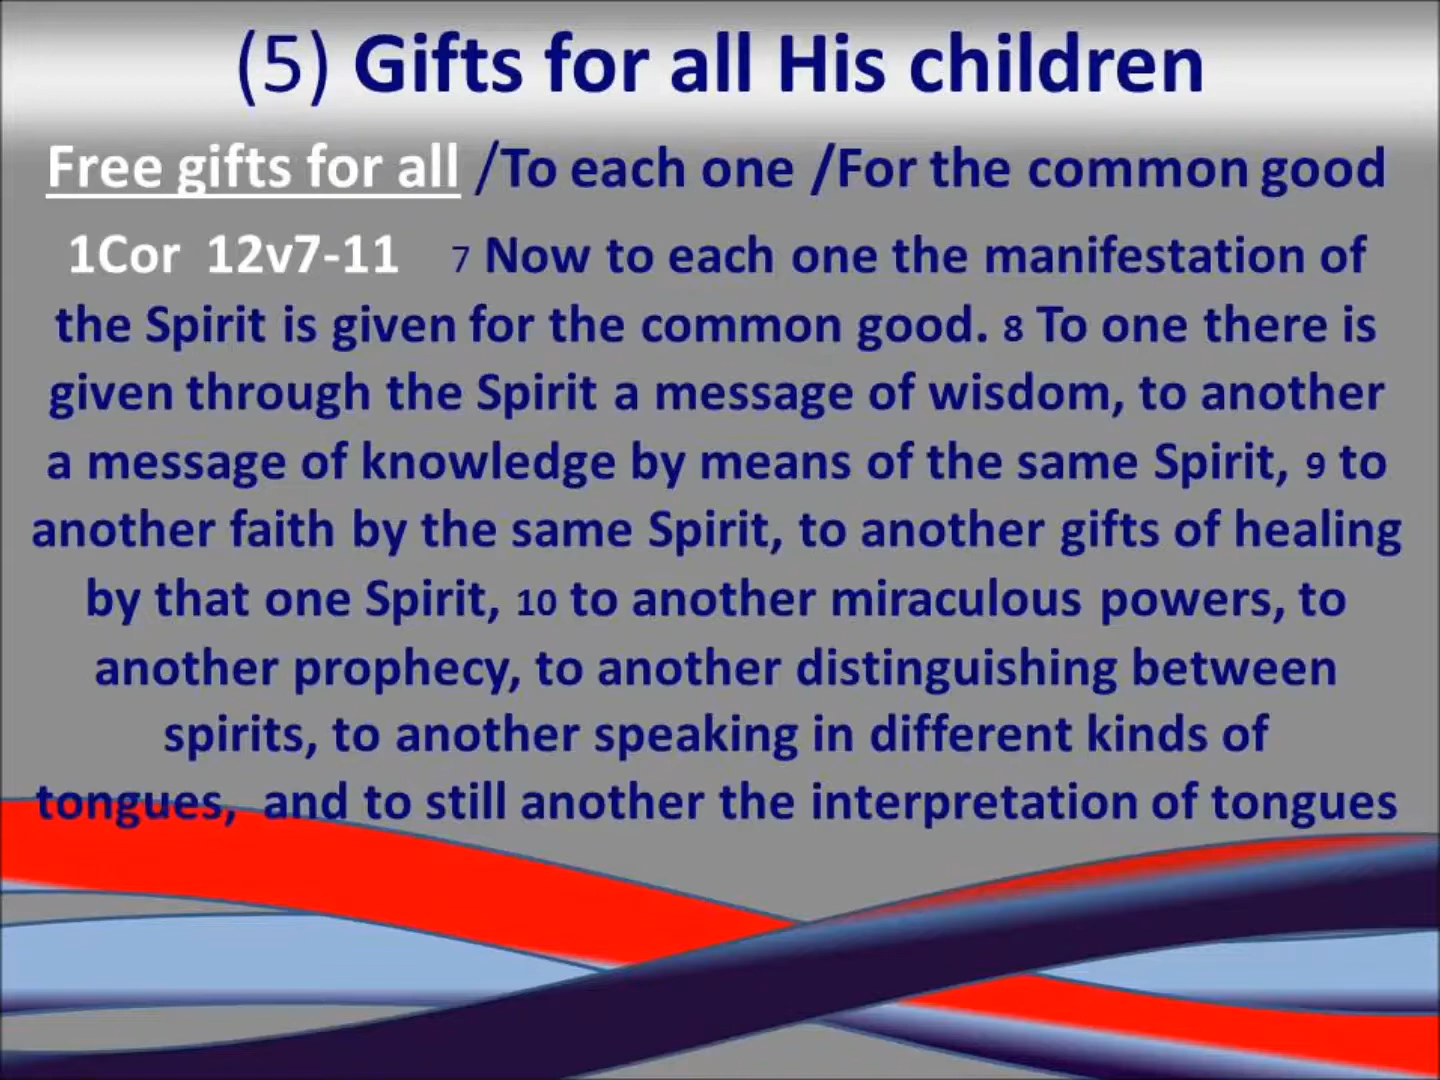 (5) Gifts for all His children
Free gifts for all /To each one /For the common good
1Cor 12v7-11 7 Now to each one the manifestation of
the Spirit is given for the common good. 8 To one there is
given through the Spirit a message of wisdom, to another
a message of knowledge by means of the same Spirit, 9 to
another faith by the same Spirit, to another gifts of healing
by that one Spirit, 10 to another miraculous powers, to
another prophecy, to another distinguishing between
spirits, to another speaking in different kinds of
tongues, and to still another the interpretation of tongues